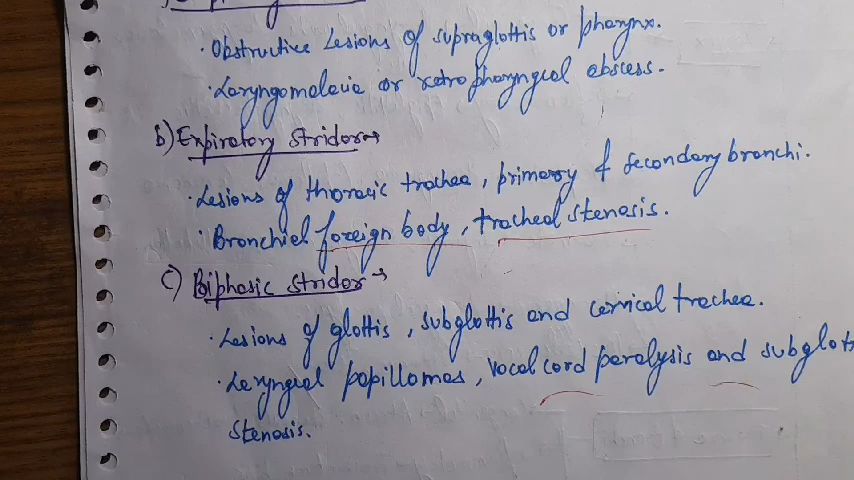 · Obstructive Lesions of supraglottis or pharynx.
· Laryngomalacia or retropharyngeal abscess.
b) Expiratory Stridor →
· Lesions of thoracic trachea, primary & secondary bronchi.
· Bronchial foreign body, tracheal stenosis.
c) Biphasic Stridor →
· Lesions of glottis, subglottis and cervical trachea.
· Laryngeal papillomas, vocal cord paralysis and subglott
stenosis.